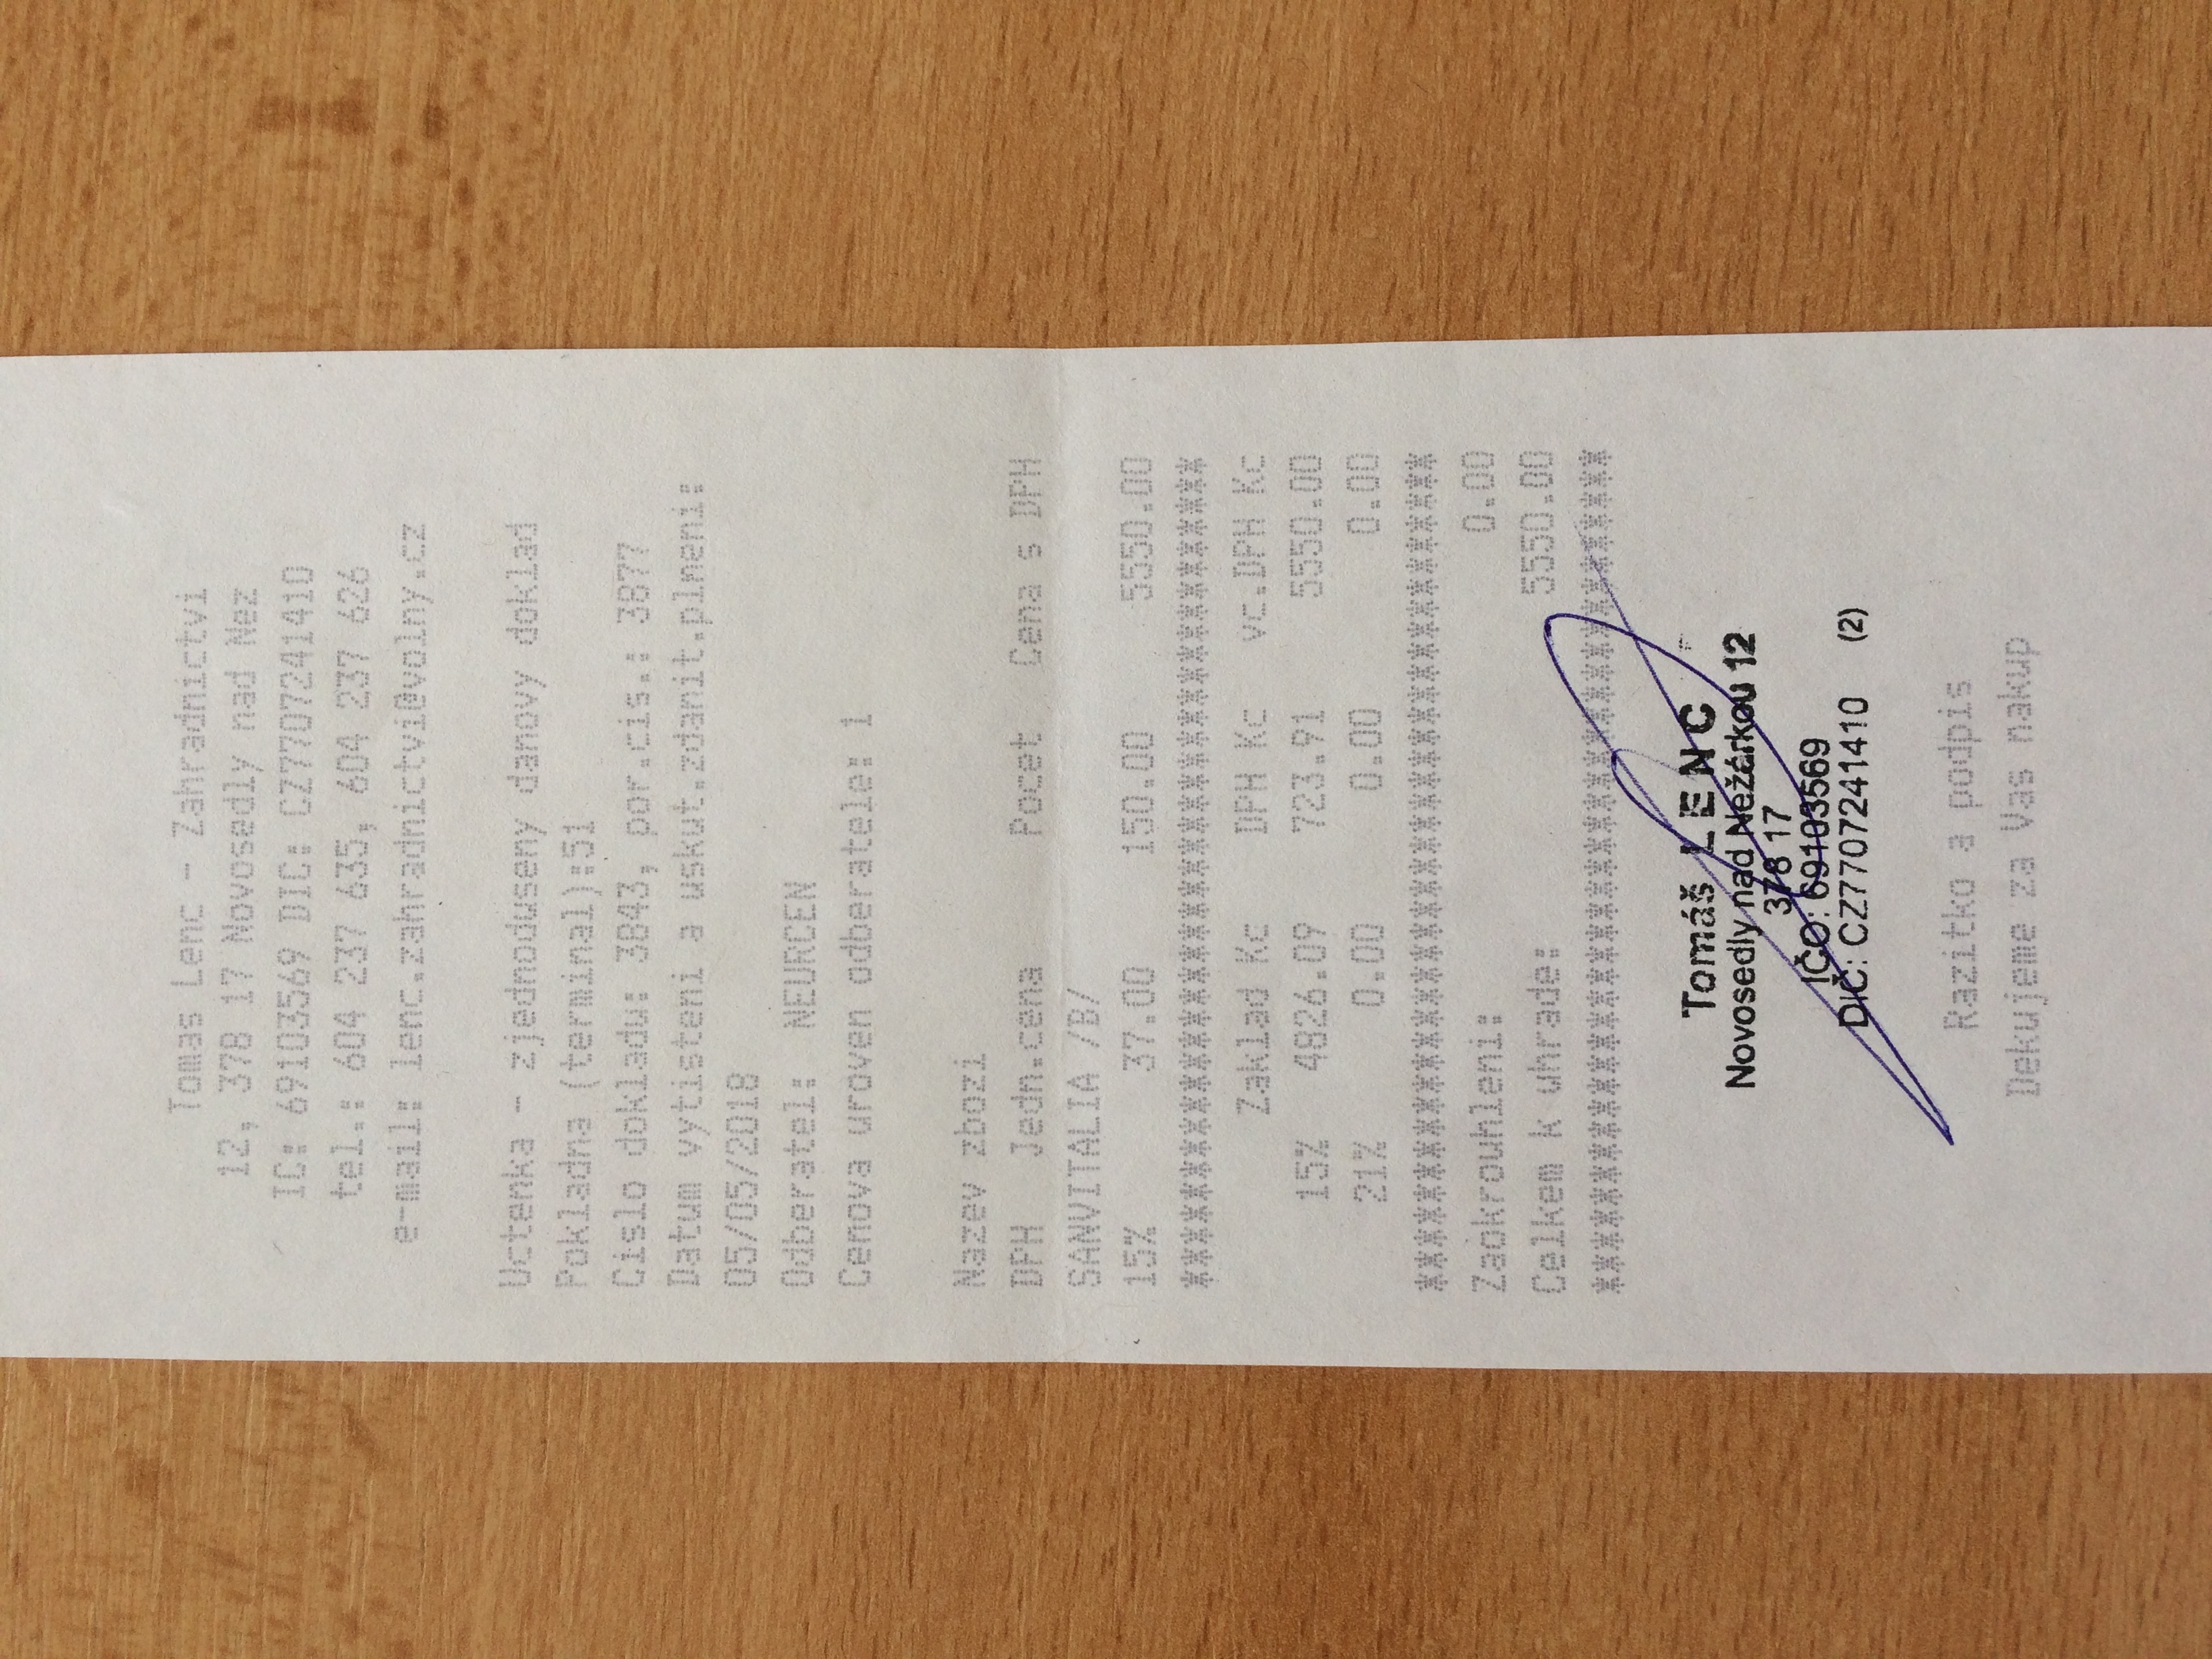 Tomas Lenc - Zahradnictvi
12, 378 17 Novosedly nad Nez
IC: 69103569 DIC: CZ7707241410
tel.: 604 237 635, 604 237 626
e-mail: lenc.zahradnictvi@volny.cz
Uctenka - zjednoduseny danovy doklad
Pokladna (terminal):51
Cislo dokladu: 3843, por.cis.: 3877
Datum vytisteni a uskut.zdanit.plneni:
05/05/2018
Odberatel: NEURCEN
Cenova uroven odberatele: 1
Nazev zbozi
DPH Jedn.cena Pocet Cena s DPH
SANVITALIA /B/
15% 37.00 150.00 5550.00
************************************
Zaklad Kc DPH Kc vc.DPH Kc
15% 4826.09 723.91 5550.00
21% 0.00 0.00 0.00
************************************
Zaokrouhleni: 0.00
Celkem k uhrade: 5550.00
************************************
Tomáš LENC
Novosedly nad Nežárkou 12
378 17
IČO: 69103569
DIČ: CZ7707241410 (2)
Razitko a podpis
Dekujeme za Vas nakup